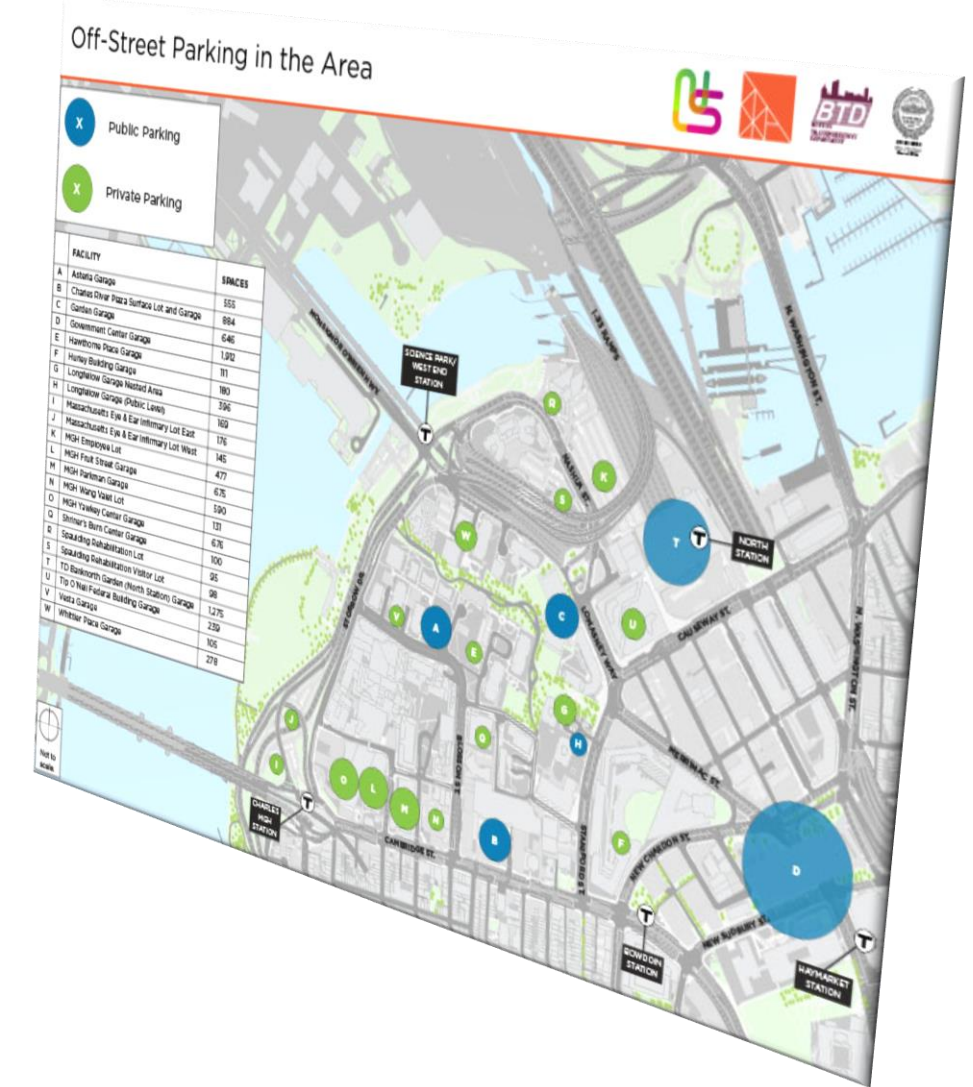 Off-Street Parking in the Area
BTD
X Public Parking
X Private Parking
FACILITY SPACES
A Asteria Garage 555
B Charles River Plaza Surface Lot and Garage 884
C Garden Garage 646
D Government Center Garage 1,912
E Hawthorne Place Garage 111
F Hurley Building Garage 180
G Longfellow Garage Nested Area 396
H Longfellow Garage (Public Level) 169
I Massachusetts Eye & Ear Infirmary Lot East 176
J Massachusetts Eye & Ear Infirmary Lot West 145
K MGH Employee Lot 477
L MGH Fruit Street Garage 675
M MGH Parkman Garage 590
N MGH Wang Valet Lot 131
O MGH Yawkey Center Garage 676
Q Shriner's Burn Center Garage 100
R Spaulding Rehabilitation Lot 95
S Spaulding Rehabilitation Visitor Lot 98
T TD Banknorth Garden (North Station) Garage 1,275
U Tip O'Neil Federal Building Garage 239
V Vesta Garage 105
W Whittier Place Garage 278
Not to
scale
MONSIGNOR O'BRIEN HWY.
SCIENCE PARK/
WEST END
STATION
T
I-93 RAMPS
N. WASHINGTON ST.
R
NASHUA ST.
K
S
W
T
T
NORTH
STATION
STORROW DR.
V
A
C
E
U
LOMASNEY WAY
CAUSEWAY ST.
N. WASHINGTON ST.
G
H
Q
J
I
O
L
M
N
B
BLOSSOM ST.
MERRIMAC ST.
T
CHARLES
MGH
STATION
CAMBRIDGE ST.
STANIFORD ST.
F
NEW CHARDON ST.
D
T
BOWDOIN
STATION
NEW SUDBURY ST.
T
HAYMARKET
STATION